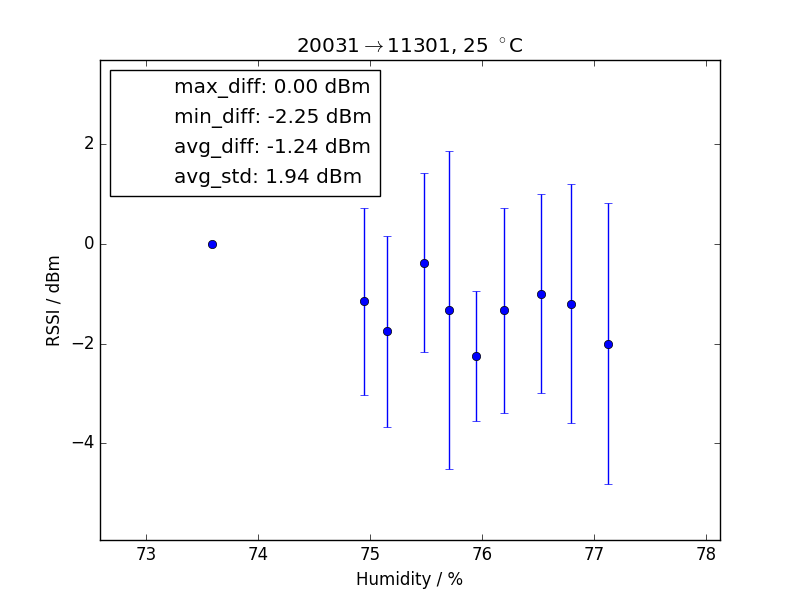 20031→11301, 25 °C
max_diff: 0.00 dBm
min_diff: -2.25 dBm
avg_diff: -1.24 dBm
avg_std: 1.94 dBm
2
0
−2
−4
RSSI / dBm
73 74 75 76 77 78
Humidity / %